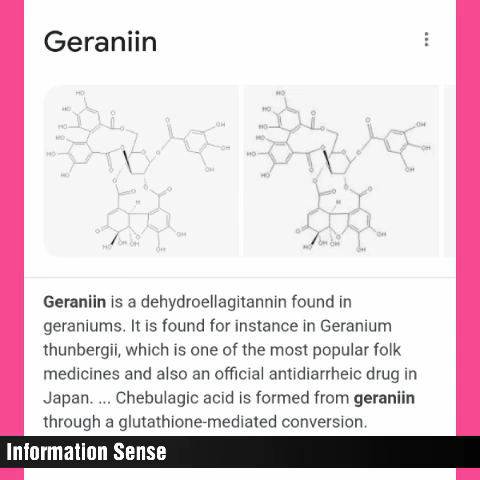 Geraniin
Geraniin is a dehydroellagitannin found in
geraniums. It is found for instance in Geranium
thunbergii, which is one of the most popular folk
medicines and also an official antidiarrheic drug in
Japan. ... Chebulagic acid is formed from geraniin
through a glutathione-mediated conversion.
Information Sense